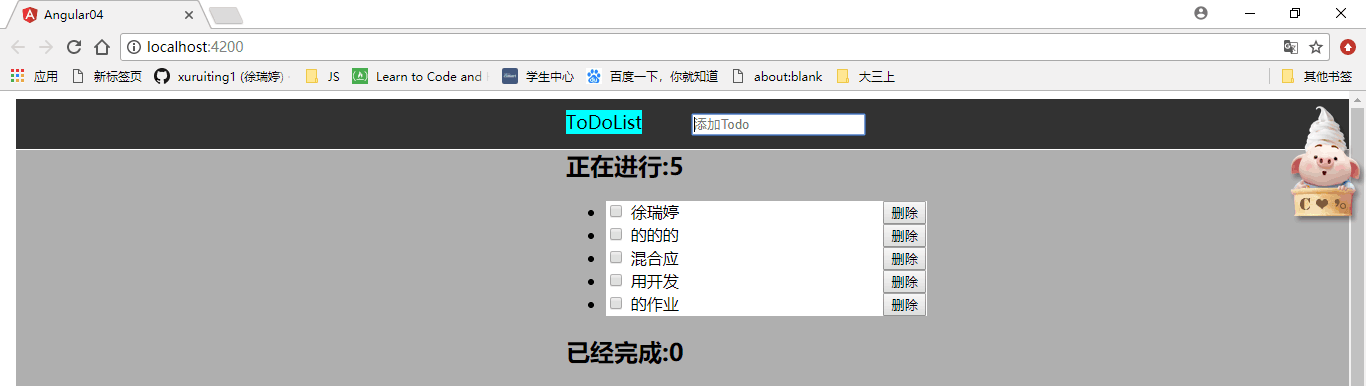 Angular04
localhost:4200
应用 新标签页 xuruiting1 (徐瑞婷) JS Learn to Code and 学生中心 百度一下，你就知道 about:blank 大三上 其他书签
ToDoList 添加Todo
正在进行:5
徐瑞婷 删除
的的的 删除
混合应 删除
用开发 删除
的作业 删除
已经完成:0